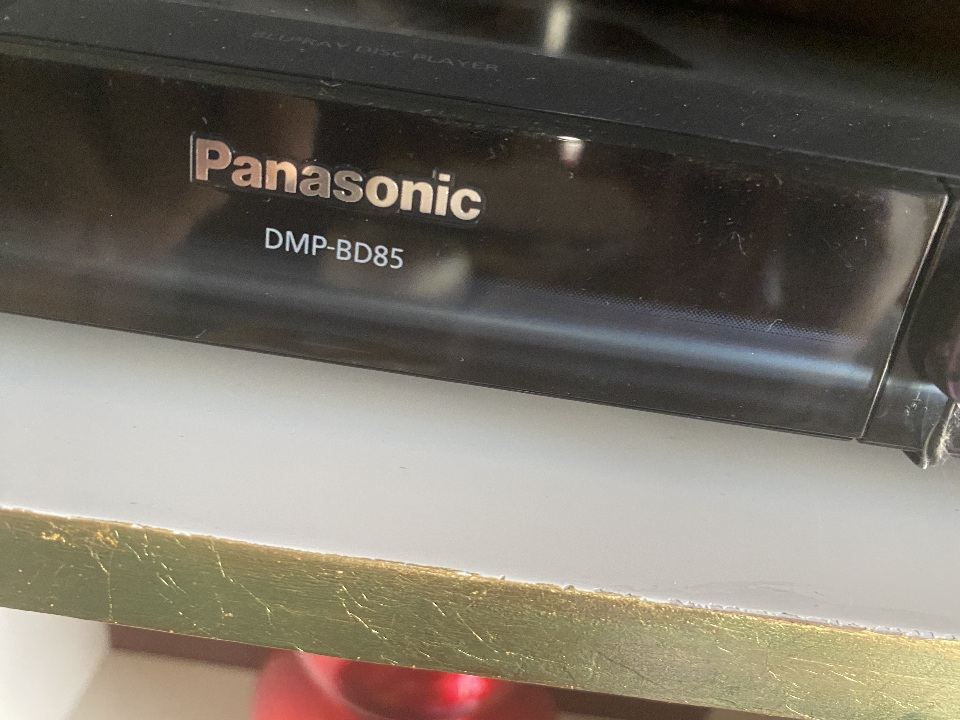 BLU-RAY DISC PLAYER
Panasonic
DMP-BD85